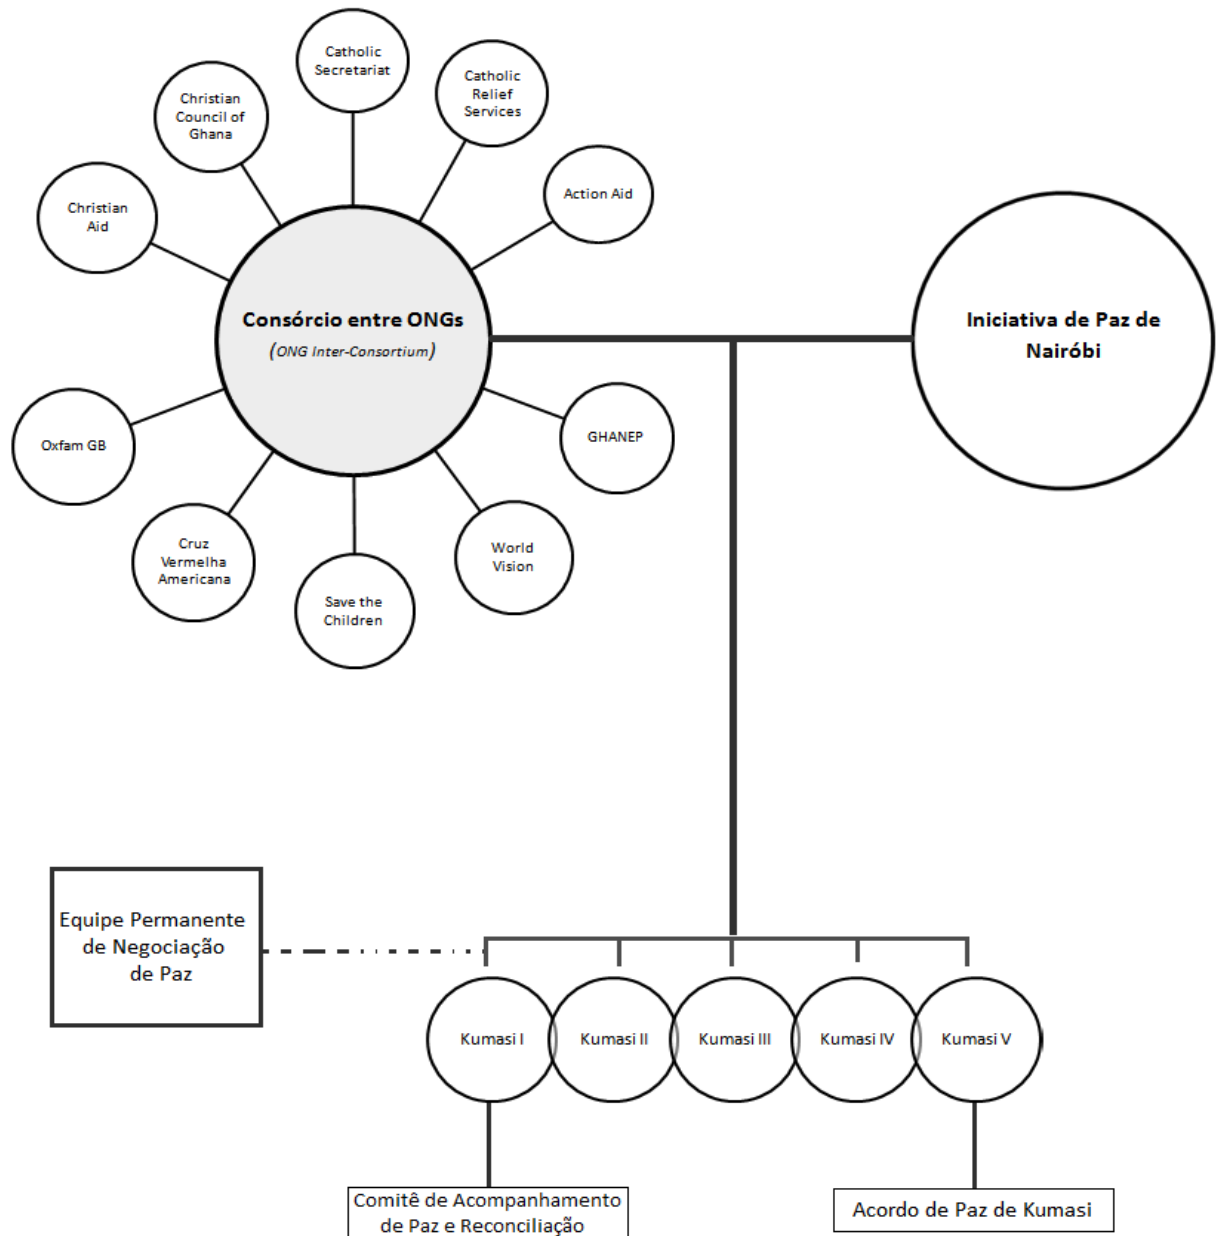 Catholic
Secretariat
Catholic
Relief
Services
Christian
Council of
Ghana
Action Aid
Christian
Aid
Consórcio entre ONGs
(ONG Inter-Consortium)
Iniciativa de Paz de
Nairóbi
Oxfam GB
GHANEP
Cruz
Vermelha
Americana
World
Vision
Save the
Children
Equipe Permanente
de Negociação
de Paz
Kumasi I
Kumasi II
Kumasi III
Kumasi IV
Kumasi V
Comitê de Acompanhamento
de Paz e Reconciliação
Acordo de Paz de Kumasi